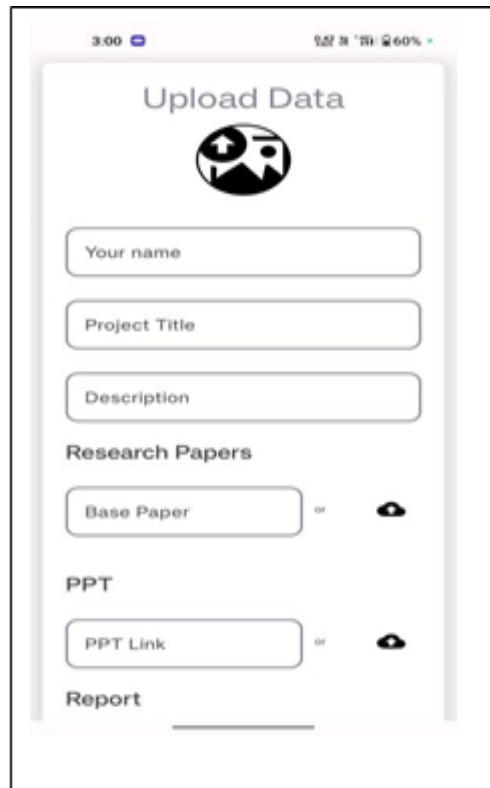 3:00
60%
Upload Data
Your name
Project Title
Description
Research Papers
Base Paper
or
PPT
PPT Link
or
Report